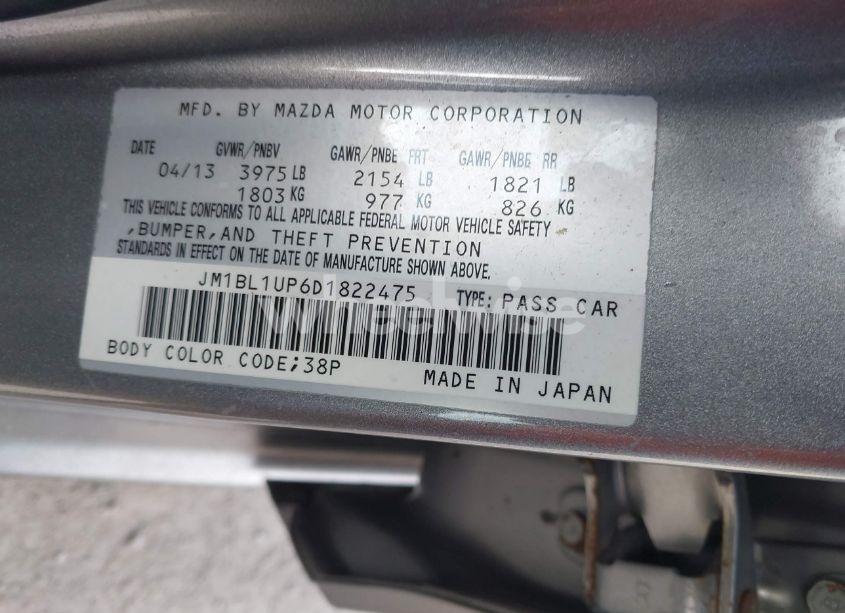 MFD. BY MAZDA MOTOR CORPORATION
DATE GVWR/PNBV GAWR/PNBE FRT GAWR/PNBE RR
04/13 3975 LB 2154 LB 1821 LB
1803 KG 977 KG 826 KG
THIS VEHICLE CONFORMS TO ALL APPLICABLE FEDERAL MOTOR VEHICLE SAFETY
,BUMPER,AND THEFT PREVENTION
STANDARDS IN EFFECT ON THE DATE OF MANUFACTURE SHOWN ABOVE.
JM1BL1UP6D1822475 TYPE: PASS CAR
wheelwise
BODY COLOR CODE;38P
MADE IN JAPAN